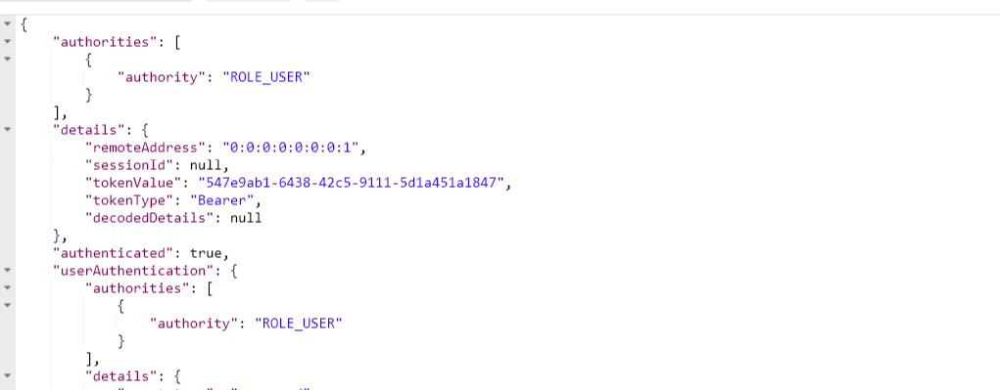 {
    "authorities": [
        {
            "authority": "ROLE_USER"
        }
    ],
    "details": {
        "remoteAddress": "0:0:0:0:0:0:0:1",
        "sessionId": null,
        "tokenValue": "547e9ab1-6438-42c5-9111-5d1a451a1847",
        "tokenType": "Bearer",
        "decodedDetails": null
    },
    "authenticated": true,
    "userAuthentication": {
        "authorities": [
            {
                "authority": "ROLE_USER"
            }
        ],
        "details": {